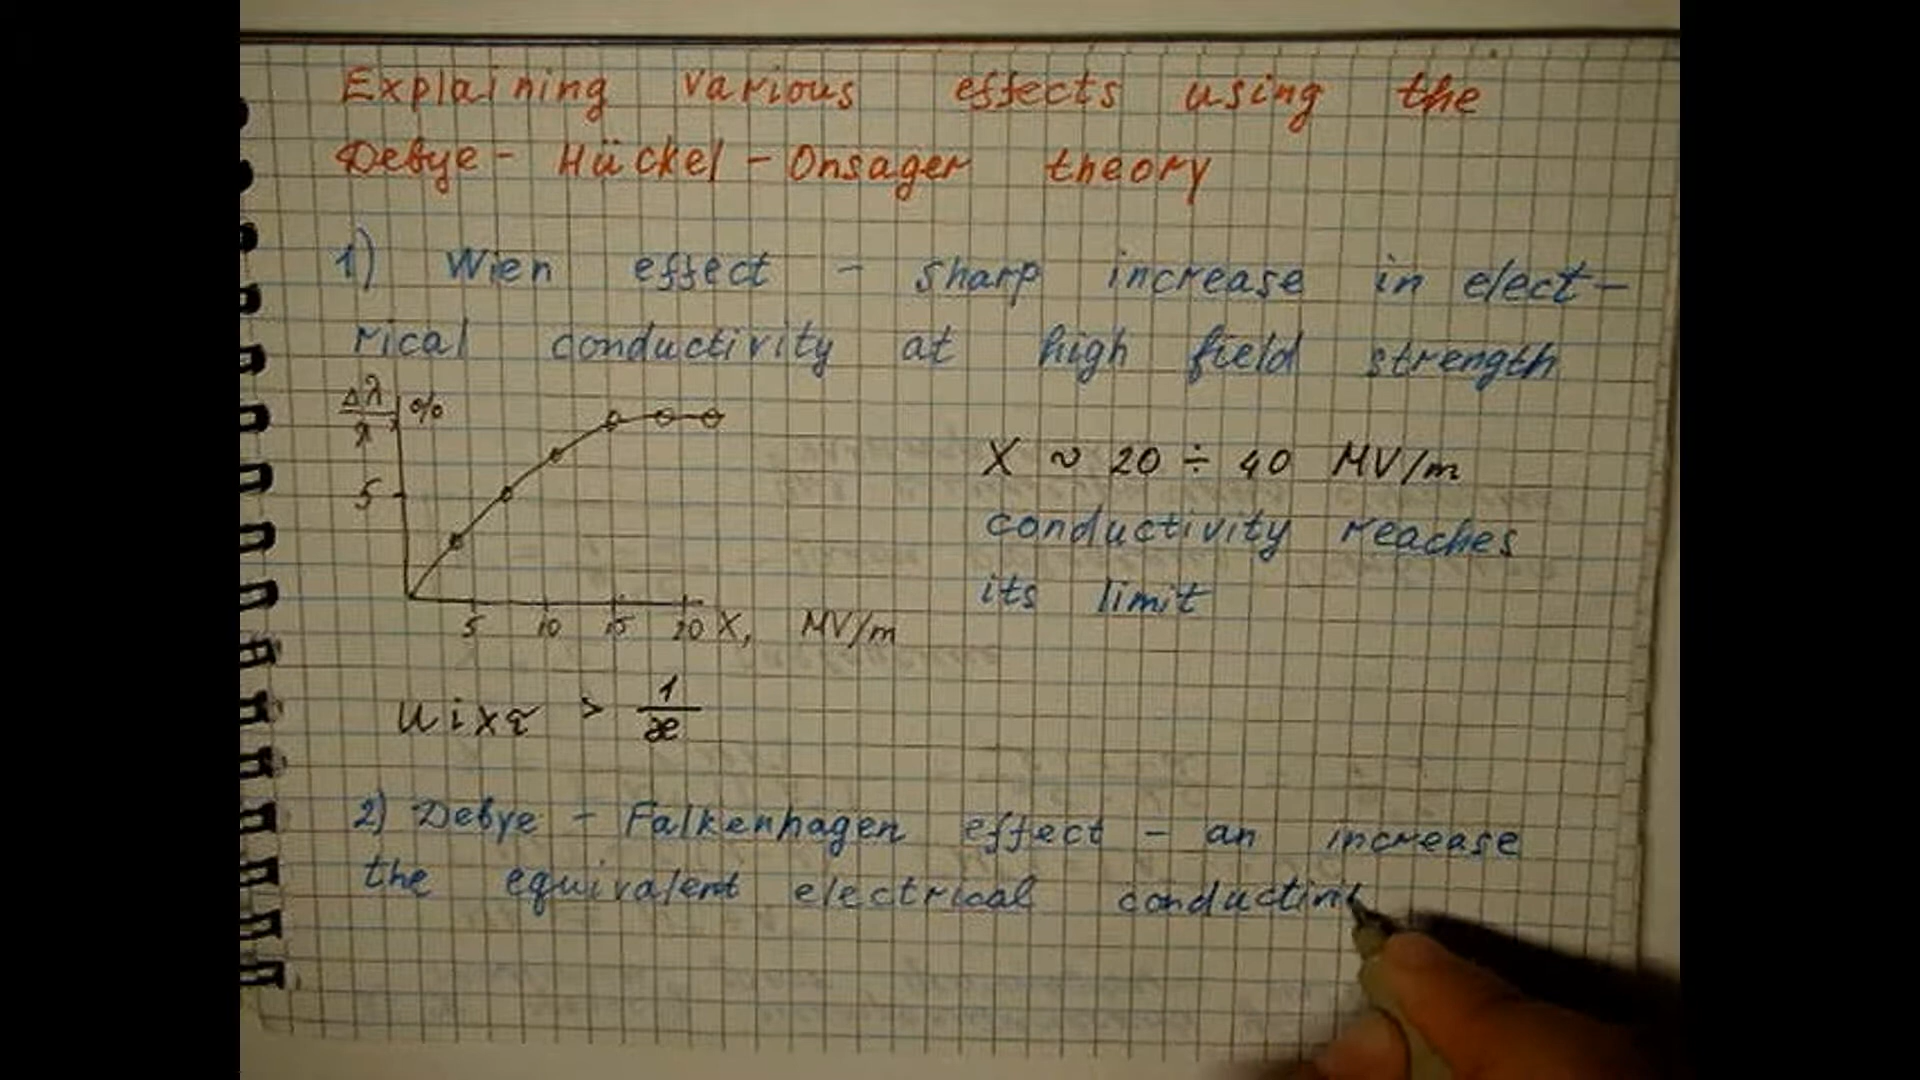 Explaining various effects using the
Debye - Hückel - Onsager theory
1) Wien effect - sharp increase in elect-
rical conductivity at high field strength
Δλ/λ, %
5
5 10 15 20 X, MV/m
X ~ 20 ÷ 40 MV/m
conductivity reaches
its limit
u i x τ > 1/æ
2) Debye - Falkenhagen effect - an increase
the equivalent electrical conductivit